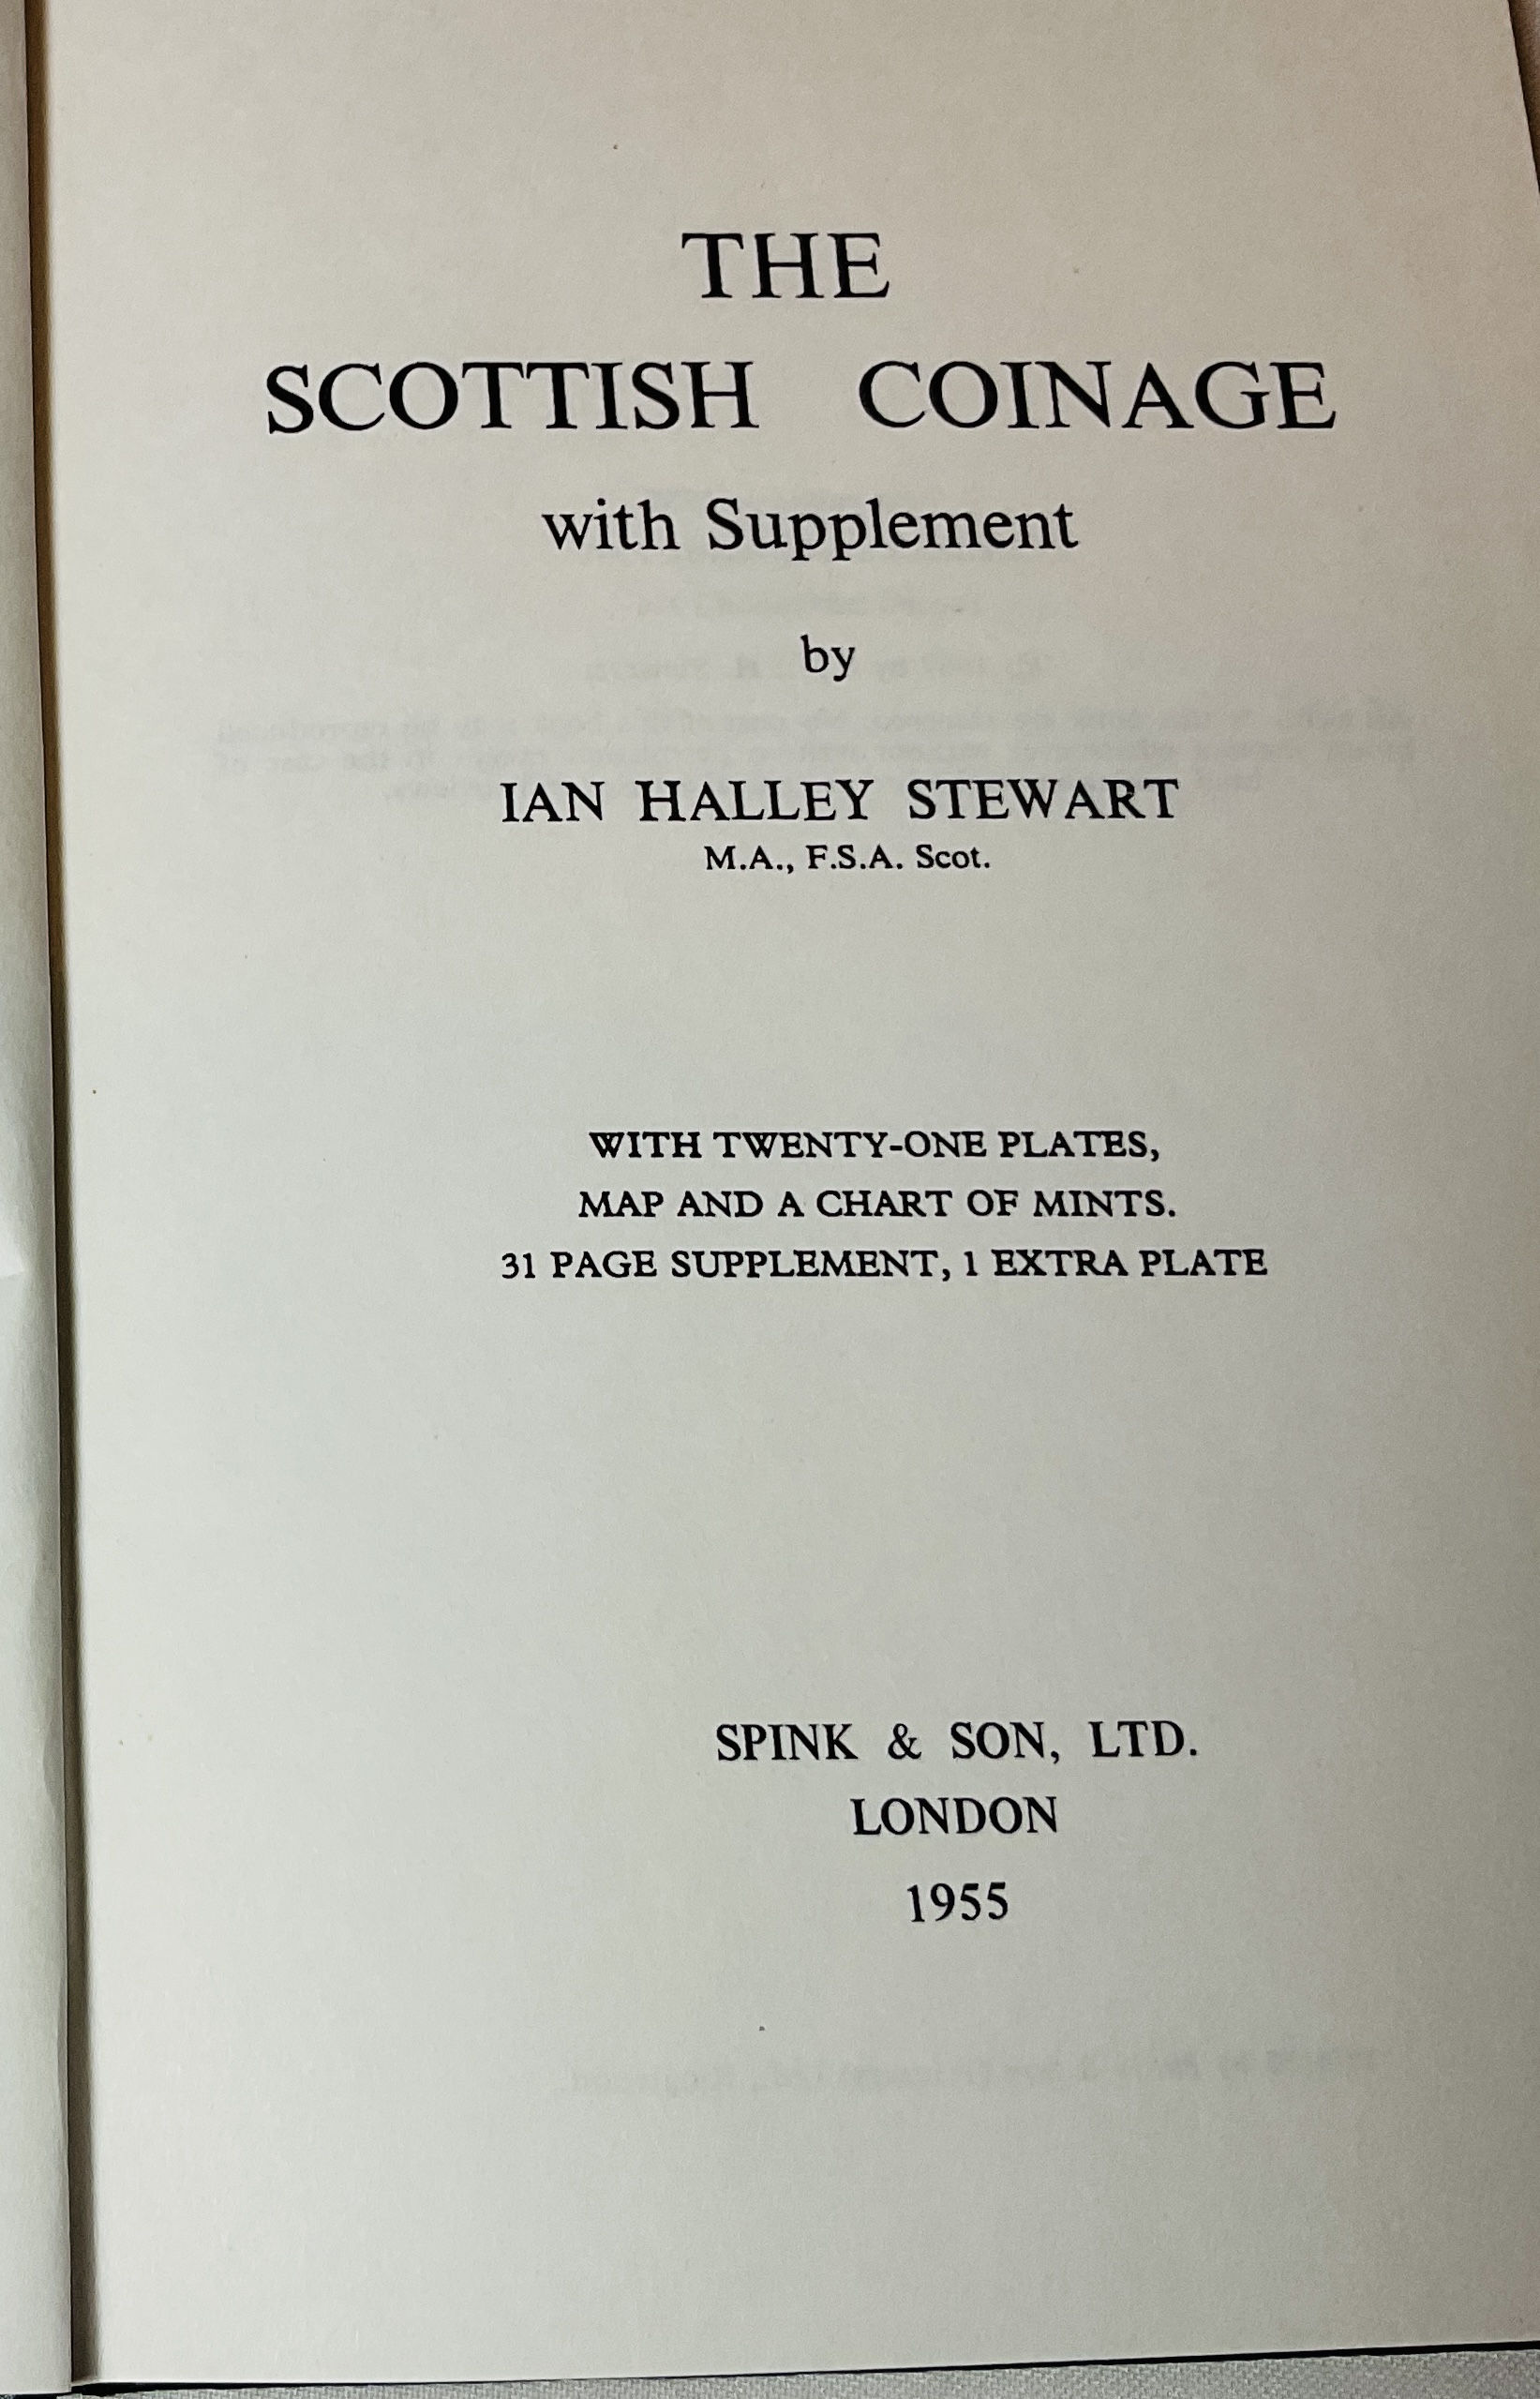 THE
SCOTTISH COINAGE
with Supplement
by
IAN HALLEY STEWART
M.A., F.S.A. Scot.
WITH TWENTY-ONE PLATES,
MAP AND A CHART OF MINTS.
31 PAGE SUPPLEMENT, 1 EXTRA PLATE
SPINK & SON, LTD.
LONDON
1955